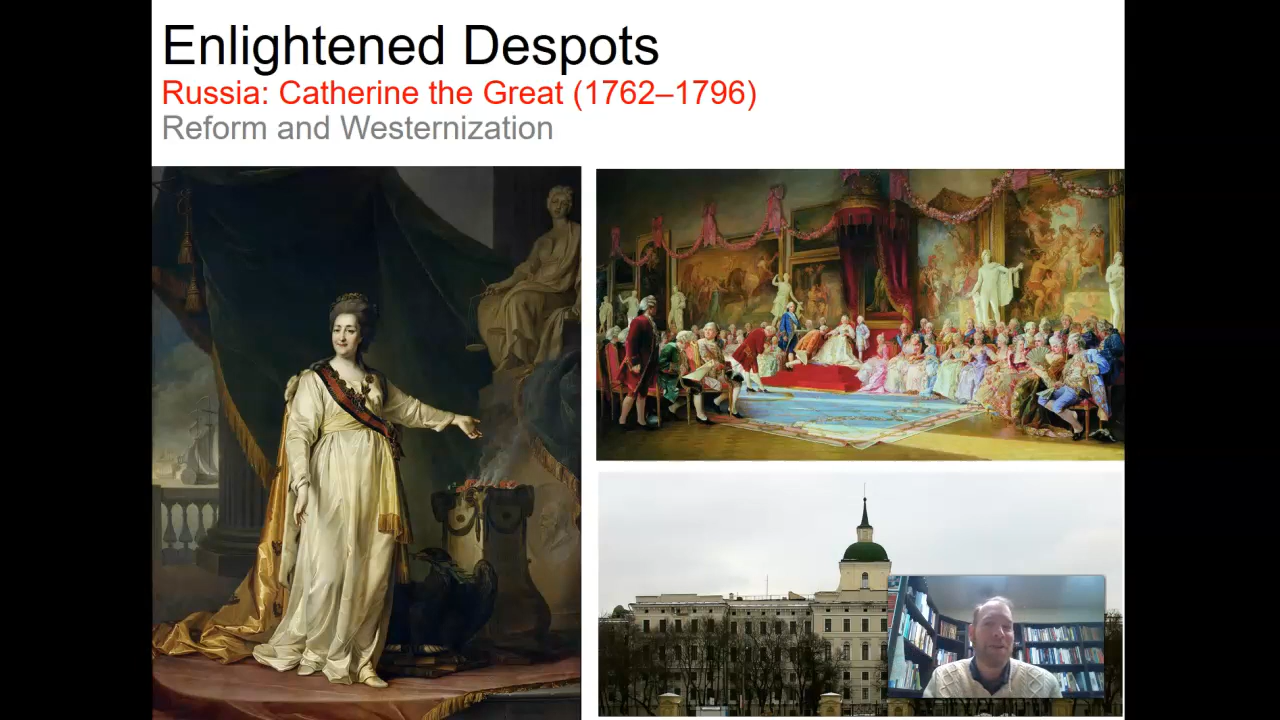 Enlightened Despots
Russia: Catherine the Great (1762–1796)
Reform and Westernization